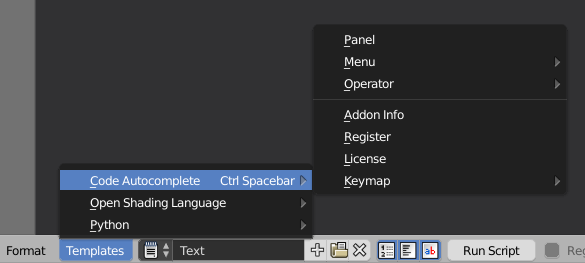 Panel
Menu
Operator
Addon Info
Register
License
Keymap
Code Autocomplete Ctrl Spacebar
Open Shading Language
Python
Format Templates Text Run Script